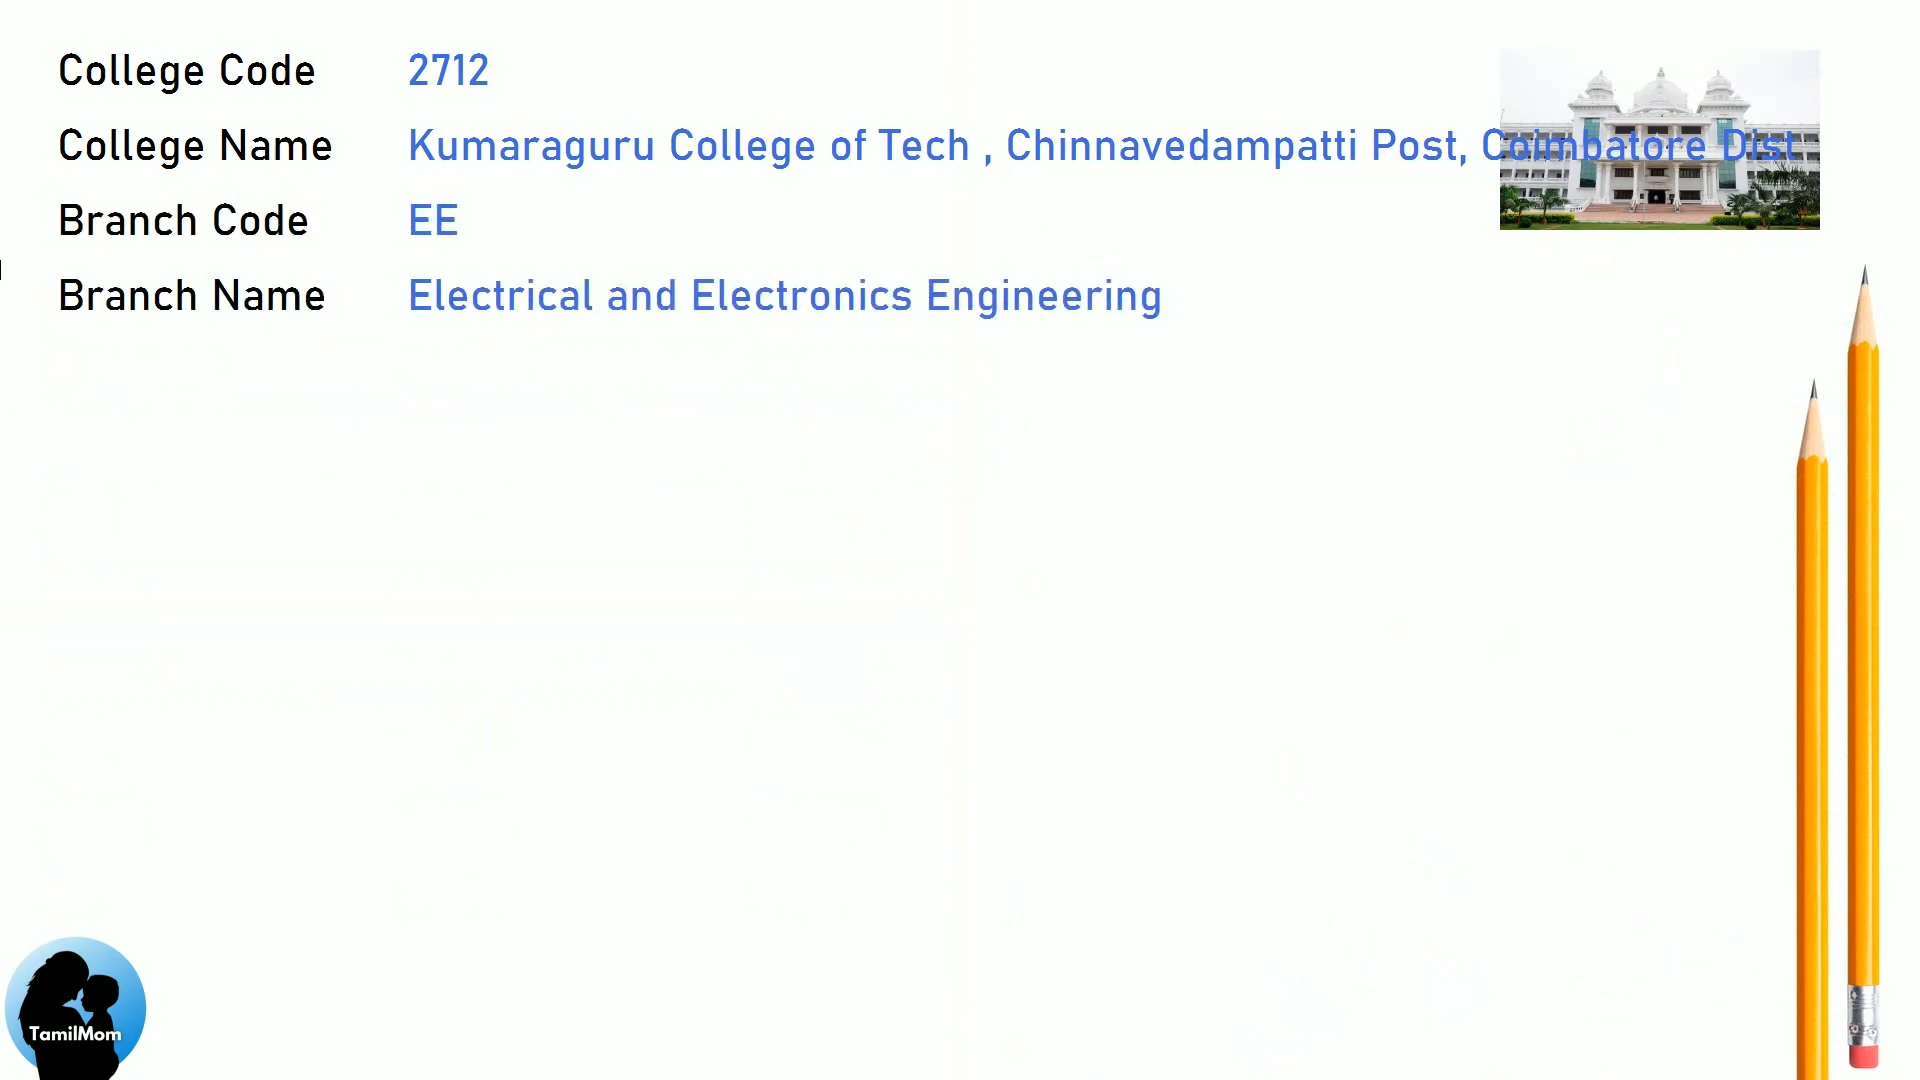 College Code 2712
College Name Kumaraguru College of Tech , Chinnavedampatti Post, Coimbatore Dist
Branch Code EE
Branch Name Electrical and Electronics Engineering
TamilMom